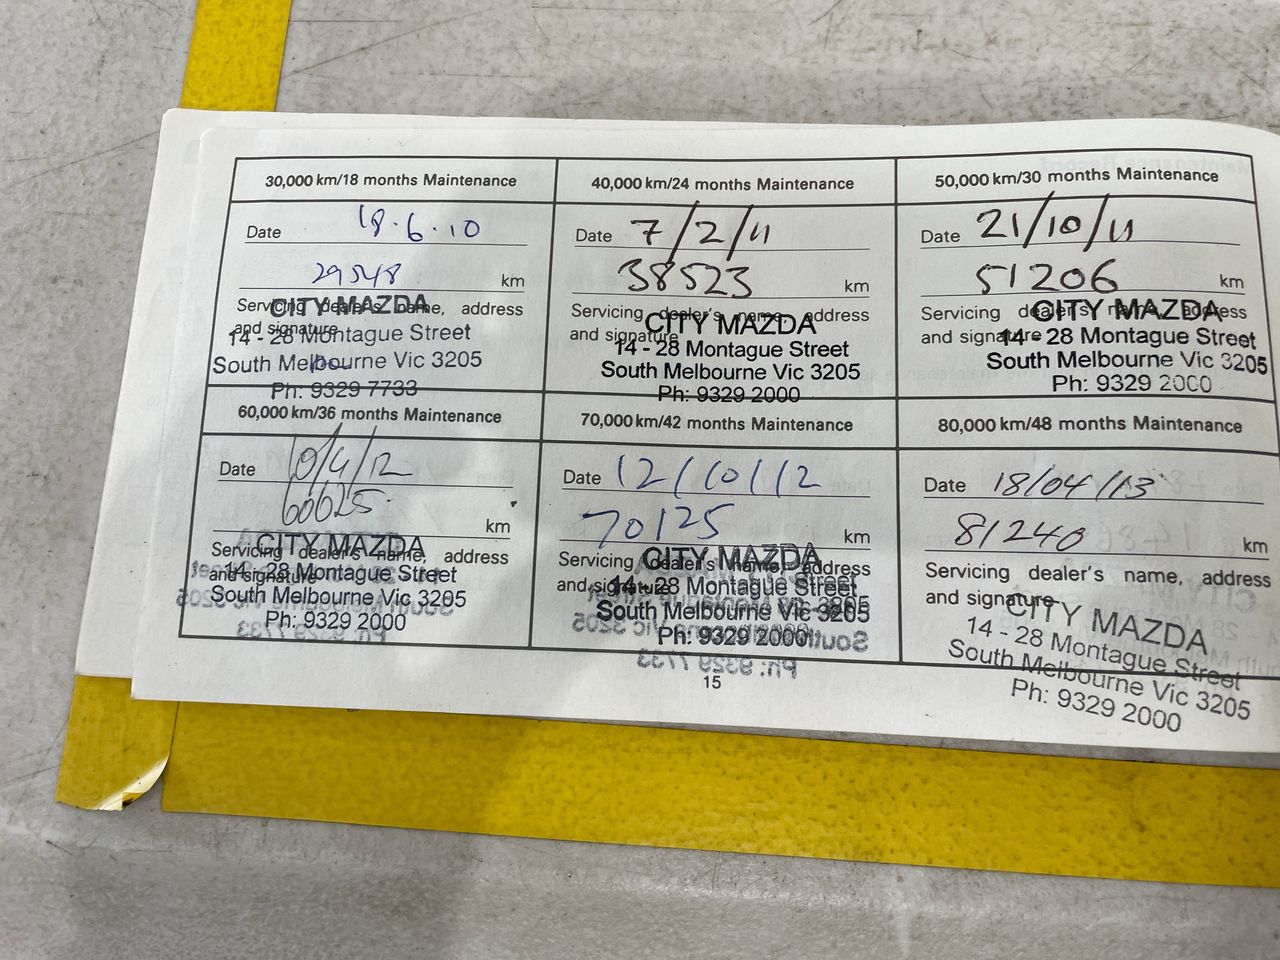 30,000 km/18 months Maintenance
Date 18.6.10
29548 km
Servicing dealer's name, address
and signature
CITY MAZDA
14 - 28 Montague Street
South Melbourne Vic 3205
Ph: 9329 7733
40,000 km/24 months Maintenance
Date 7/2/11
38523 km
Servicing dealer's name, address
and signature
CITY MAZDA
14 - 28 Montague Street
South Melbourne Vic 3205
Ph: 9329 2000
50,000 km/30 months Maintenance
Date 21/10/11
51206 km
Servicing dealer's name, address
and signature
CITY MAZDA
14 - 28 Montague Street
South Melbourne Vic 3205
Ph: 9329 2000
60,000 km/36 months Maintenance
Date 10/4/12
60025 km
Servicing dealer's name, address
and signature
CITY MAZDA
14 - 28 Montague Street
South Melbourne Vic 3205
Ph: 9329 2000
70,000 km/42 months Maintenance
Date 12/10/12
70125 km
Servicing dealer's name, address
and signature
CITY MAZDA
14 - 28 Montague Street
South Melbourne Vic 3205
Ph: 9329 2000
80,000 km/48 months Maintenance
Date 18/04/13
81240 km
Servicing dealer's name, address
and signature
CITY MAZDA
14 - 28 Montague Street
South Melbourne Vic 3205
Ph: 9329 2000
15